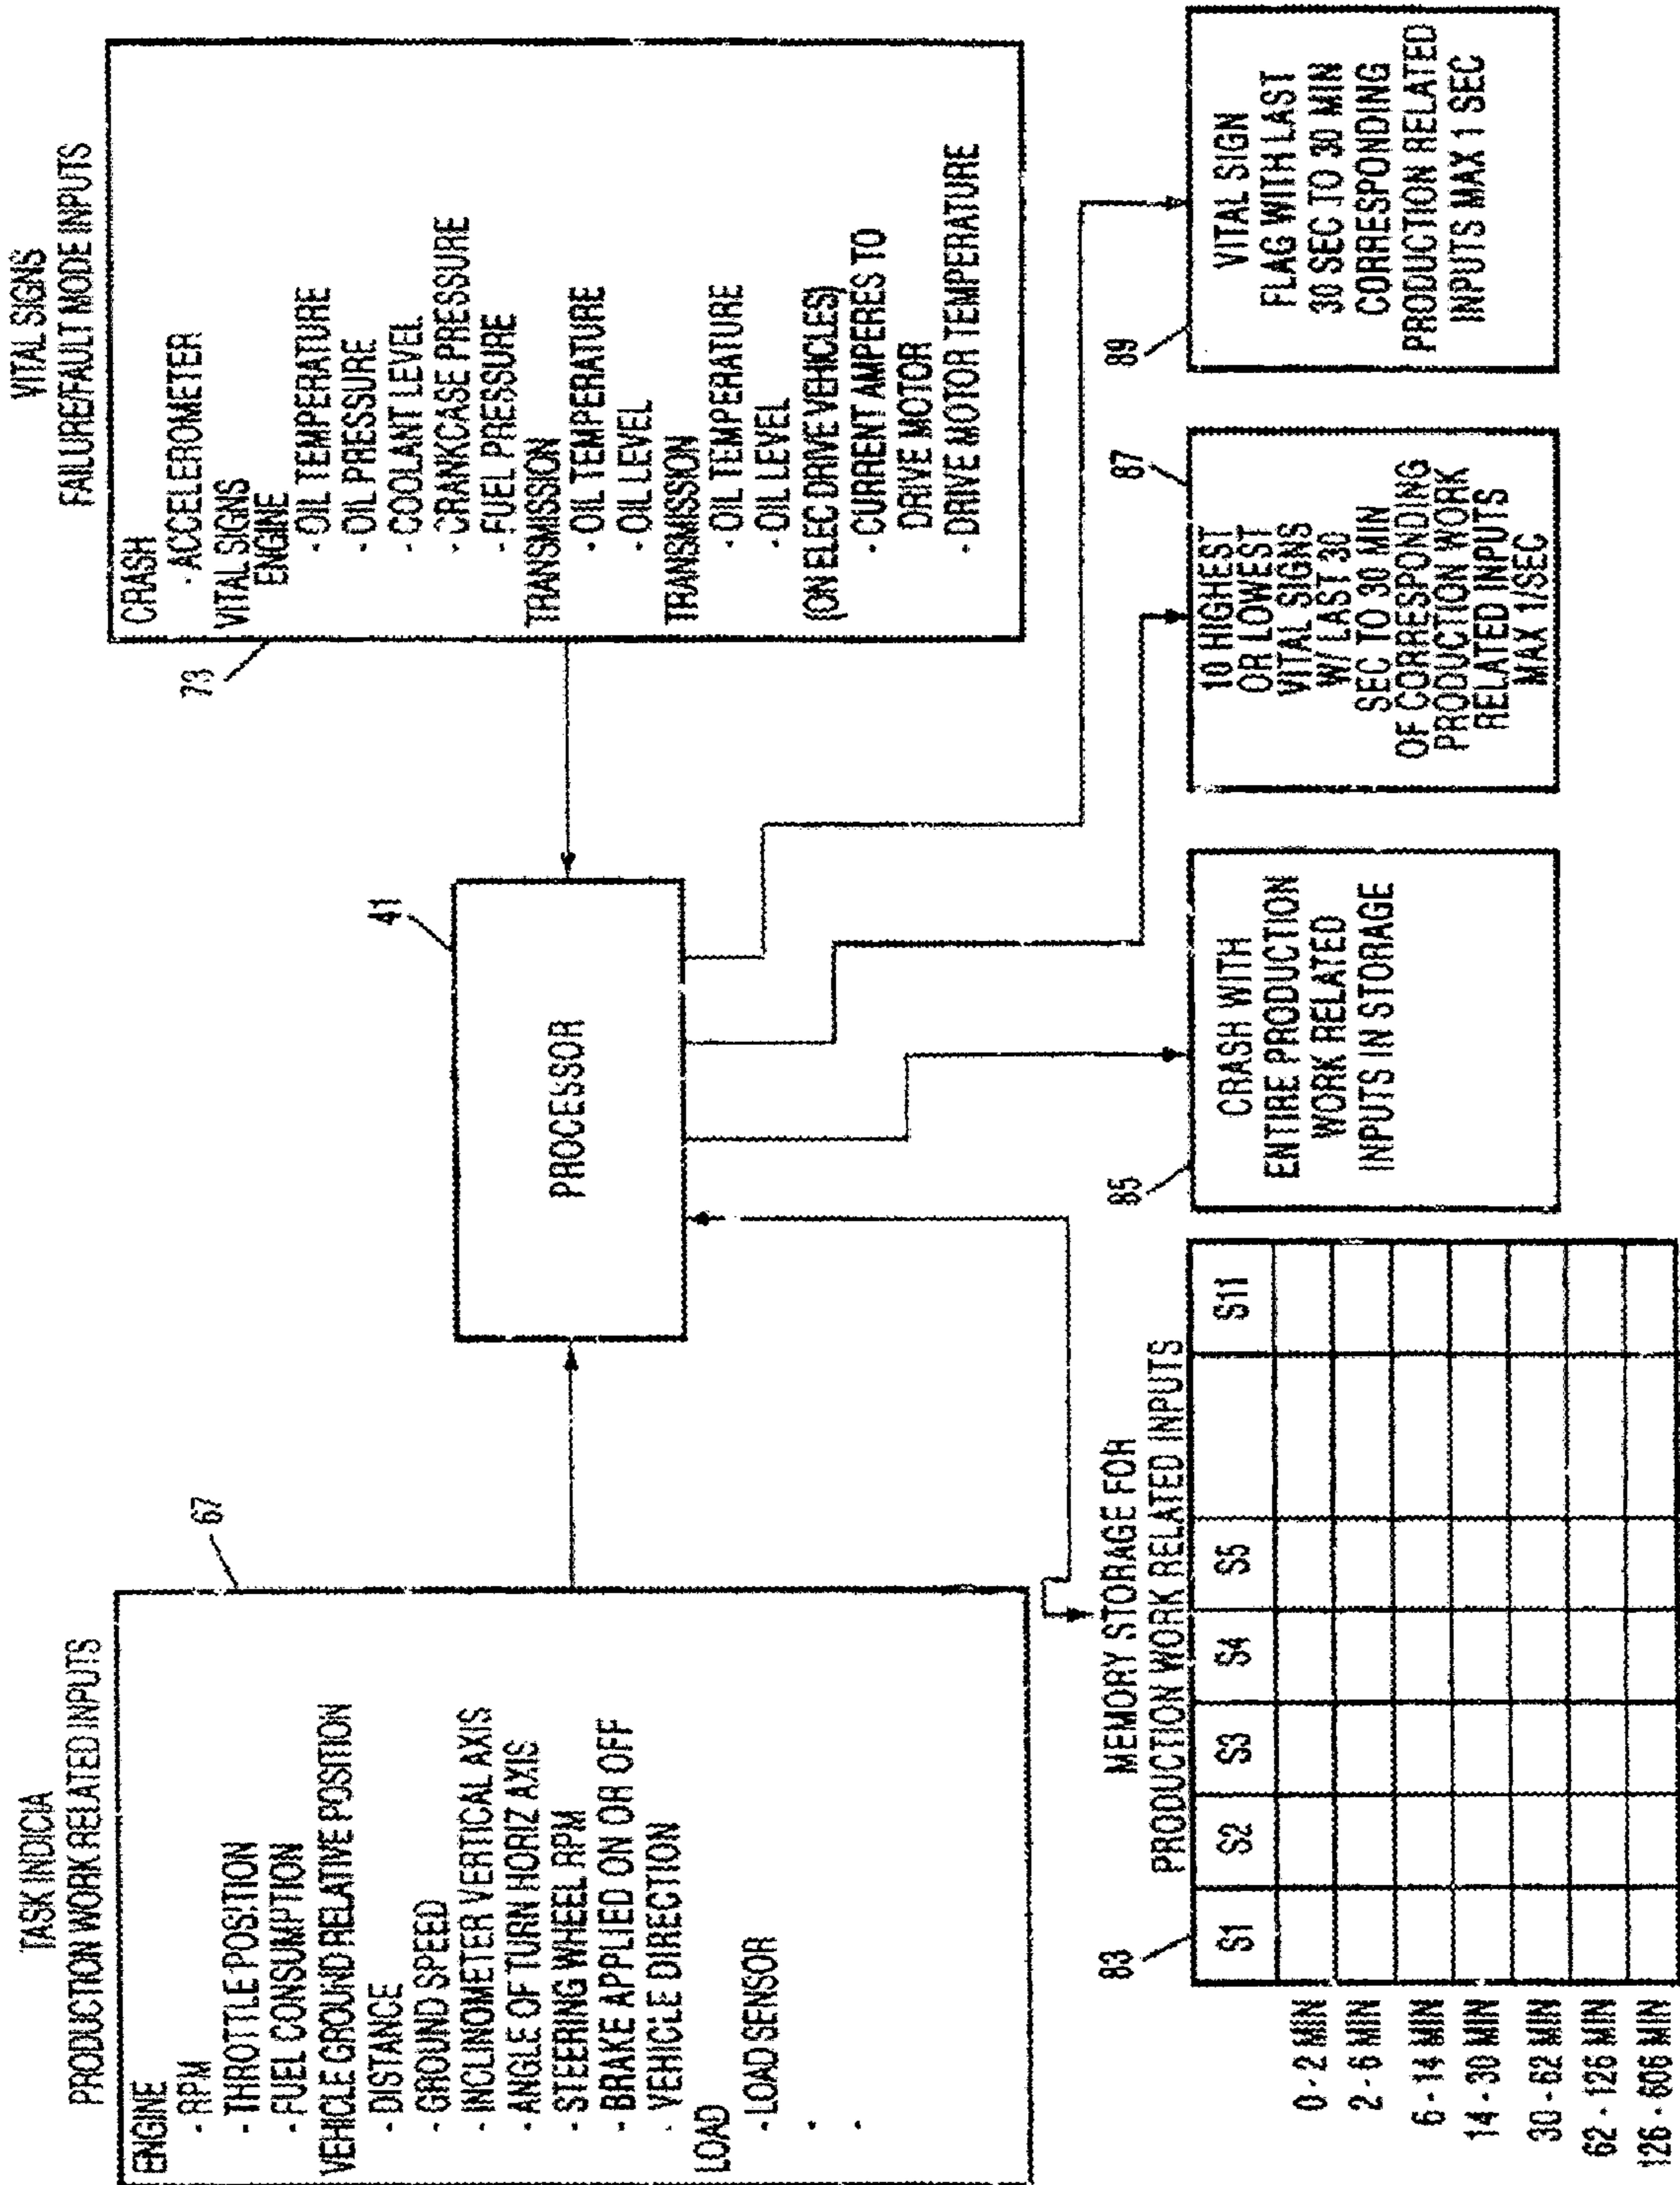 TASK INDICIA
PRODUCTION WORK RELATED INPUTS
67
ENGINE
- RPM
- THROTTLE POSITION
- FUEL CONSUMPTION
VEHICLE GROUND RELATIVE POSITION
- DISTANCE
- GROUND SPEED
- INCLINOMETER VERTICAL AXIS
- ANGLE OF TURN HORIZ AXIS
- STEERING WHEEL RPM
- BRAKE APPLIED ON OR OFF
- VEHICLE DIRECTION
LOAD
- LOAD SENSOR
-
-
41
PROCESSOR
VITAL SIGNS
FAILURE/FAULT MODE INPUTS
73
CRASH
- ACCELEROMETER
VITAL SIGNS
ENGINE
- OIL TEMPERATURE
- OIL PRESSURE
- COOLANT LEVEL
- CRANKCASE PRESSURE
- FUEL PRESSURE
TRANSMISSION
- OIL TEMPERATURE
- OIL LEVEL
TRANSMISSION
- OIL TEMPERATURE
- OIL LEVEL
(ON ELEC DRIVE VEHICLES)
- CURRENT AMPERES TO
DRIVE MOTOR
- DRIVE MOTOR TEMPERATURE
MEMORY STORAGE FOR
PRODUCTION WORK RELATED INPUTS
83
S1 S2 S3 S4 S5 S11
0 - 2 MIN
2 - 6 MIN
6 - 14 MIN
14 - 30 MIN
30 - 62 MIN
62 - 126 MIN
126 - 606 MIN
85
CRASH WITH
ENTIRE PRODUCTION
WORK RELATED
INPUTS IN STORAGE
87
10 HIGHEST
OR LOWEST
VITAL SIGNS
W/ LAST 30
SEC TO 30 MIN
OF CORRESPONDING
PRODUCTION WORK
RELATED INPUTS
MAX 1/SEC
89
VITAL SIGN
FLAG WITH LAST
30 SEC TO 30 MIN
CORRESPONDING
PRODUCTION RELATED
INPUTS MAX 1 SEC